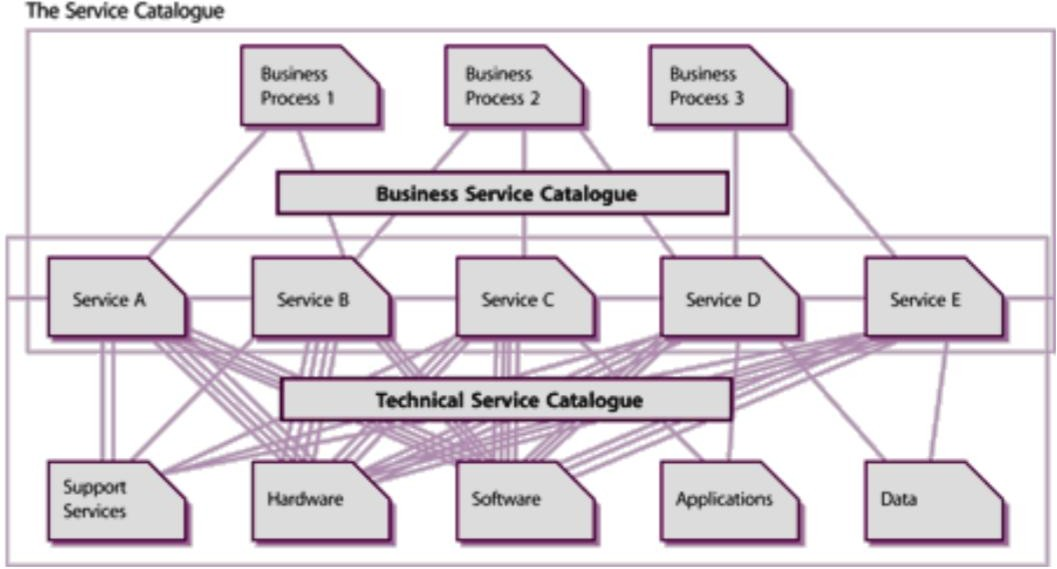 The Service Catalogue
Business
Process 1
Business
Process 2
Business
Process 3
Business Service Catalogue
Service A
Service B
Service C
Service D
Service E
Technical Service Catalogue
Support
Services
Hardware
Software
Applications
Data